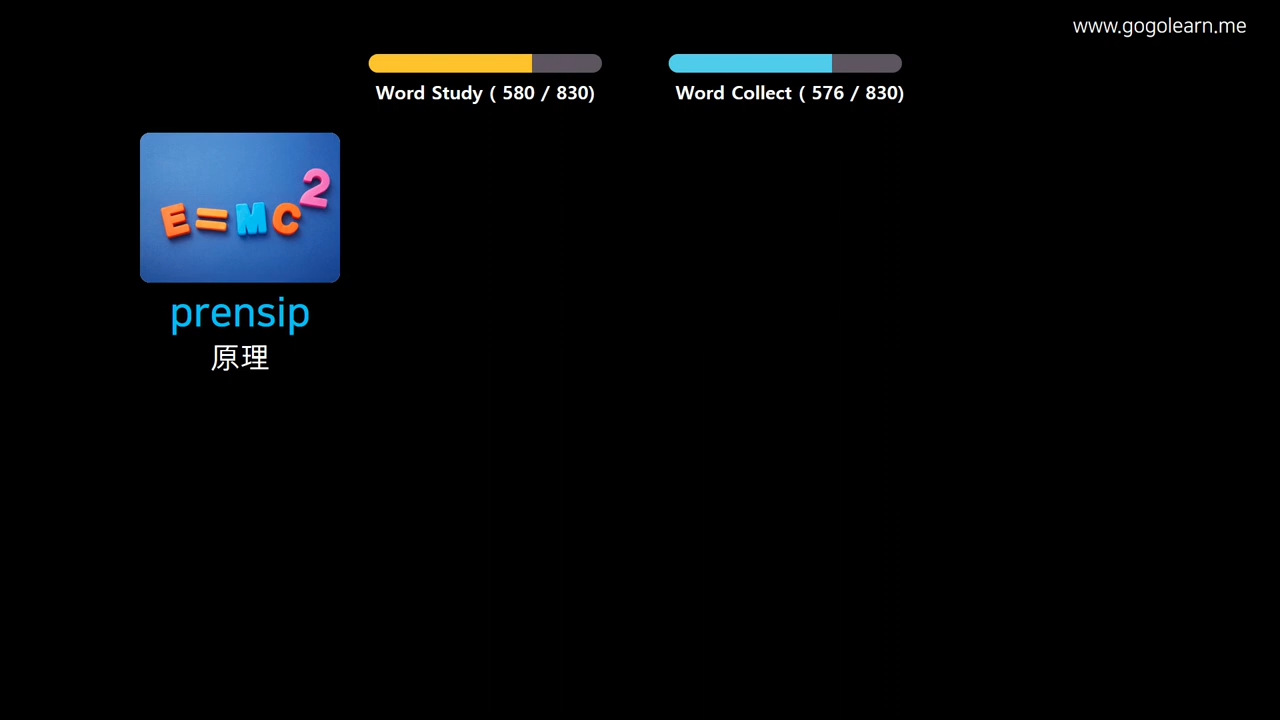 www.gogolearn.me
Word Study ( 580 / 830)
Word Collect ( 576 / 830)
E=MC2
prensip
原理